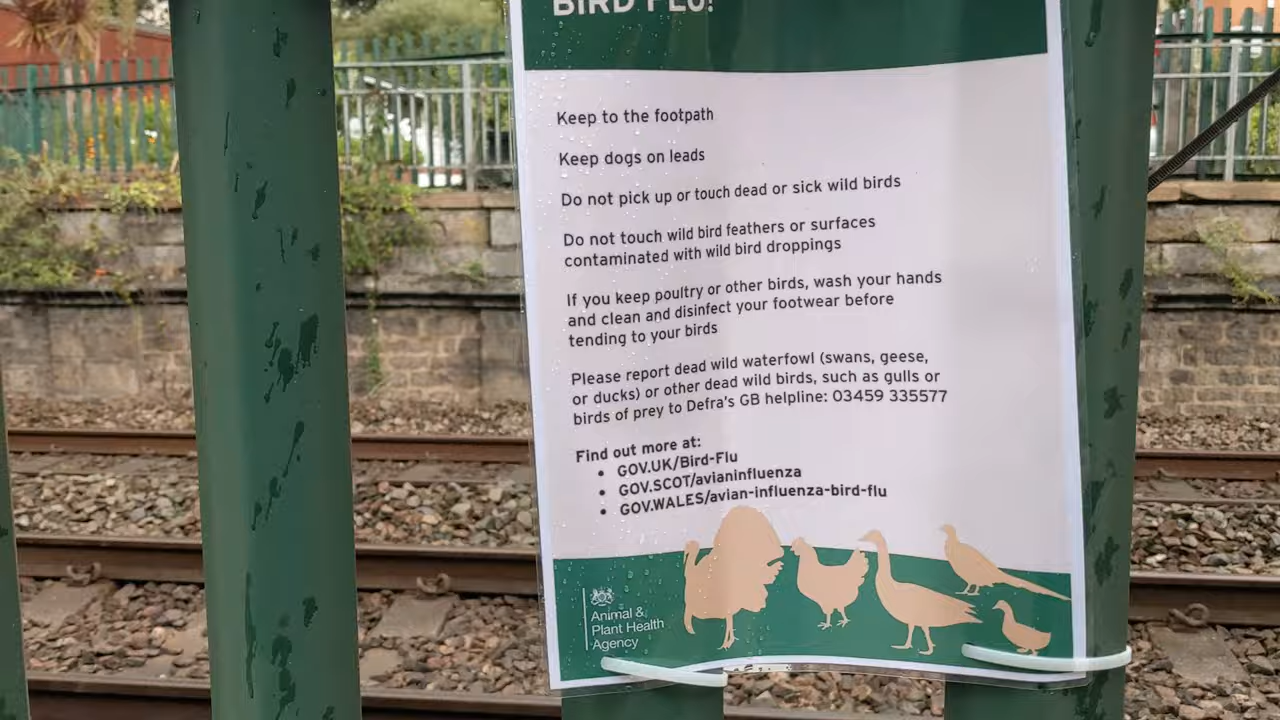 BIRD FLU!
Keep to the footpath
Keep dogs on leads
Do not pick up or touch dead or sick wild birds
Do not touch wild bird feathers or surfaces
contaminated with wild bird droppings
If you keep poultry or other birds, wash your hands
and clean and disinfect your footwear before
tending to your birds
Please report dead wild waterfowl (swans, geese,
or ducks) or other dead wild birds, such as gulls or
birds of prey to Defra's GB helpline: 03459 335577
Find out more at:
• GOV.UK/Bird-Flu
• GOV.SCOT/avianinfluenza
• GOV.WALES/avian-influenza-bird-flu
Animal &
Plant Health
Agency